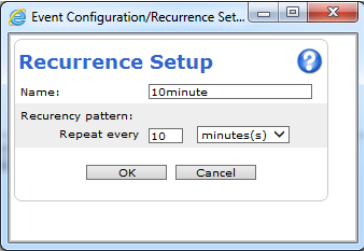 Event Configuration/Recurrence Set...
Recurrence Setup
Name: 10minute
Recurency pattern:
Repeat every 10 minutes(s)
OK Cancel